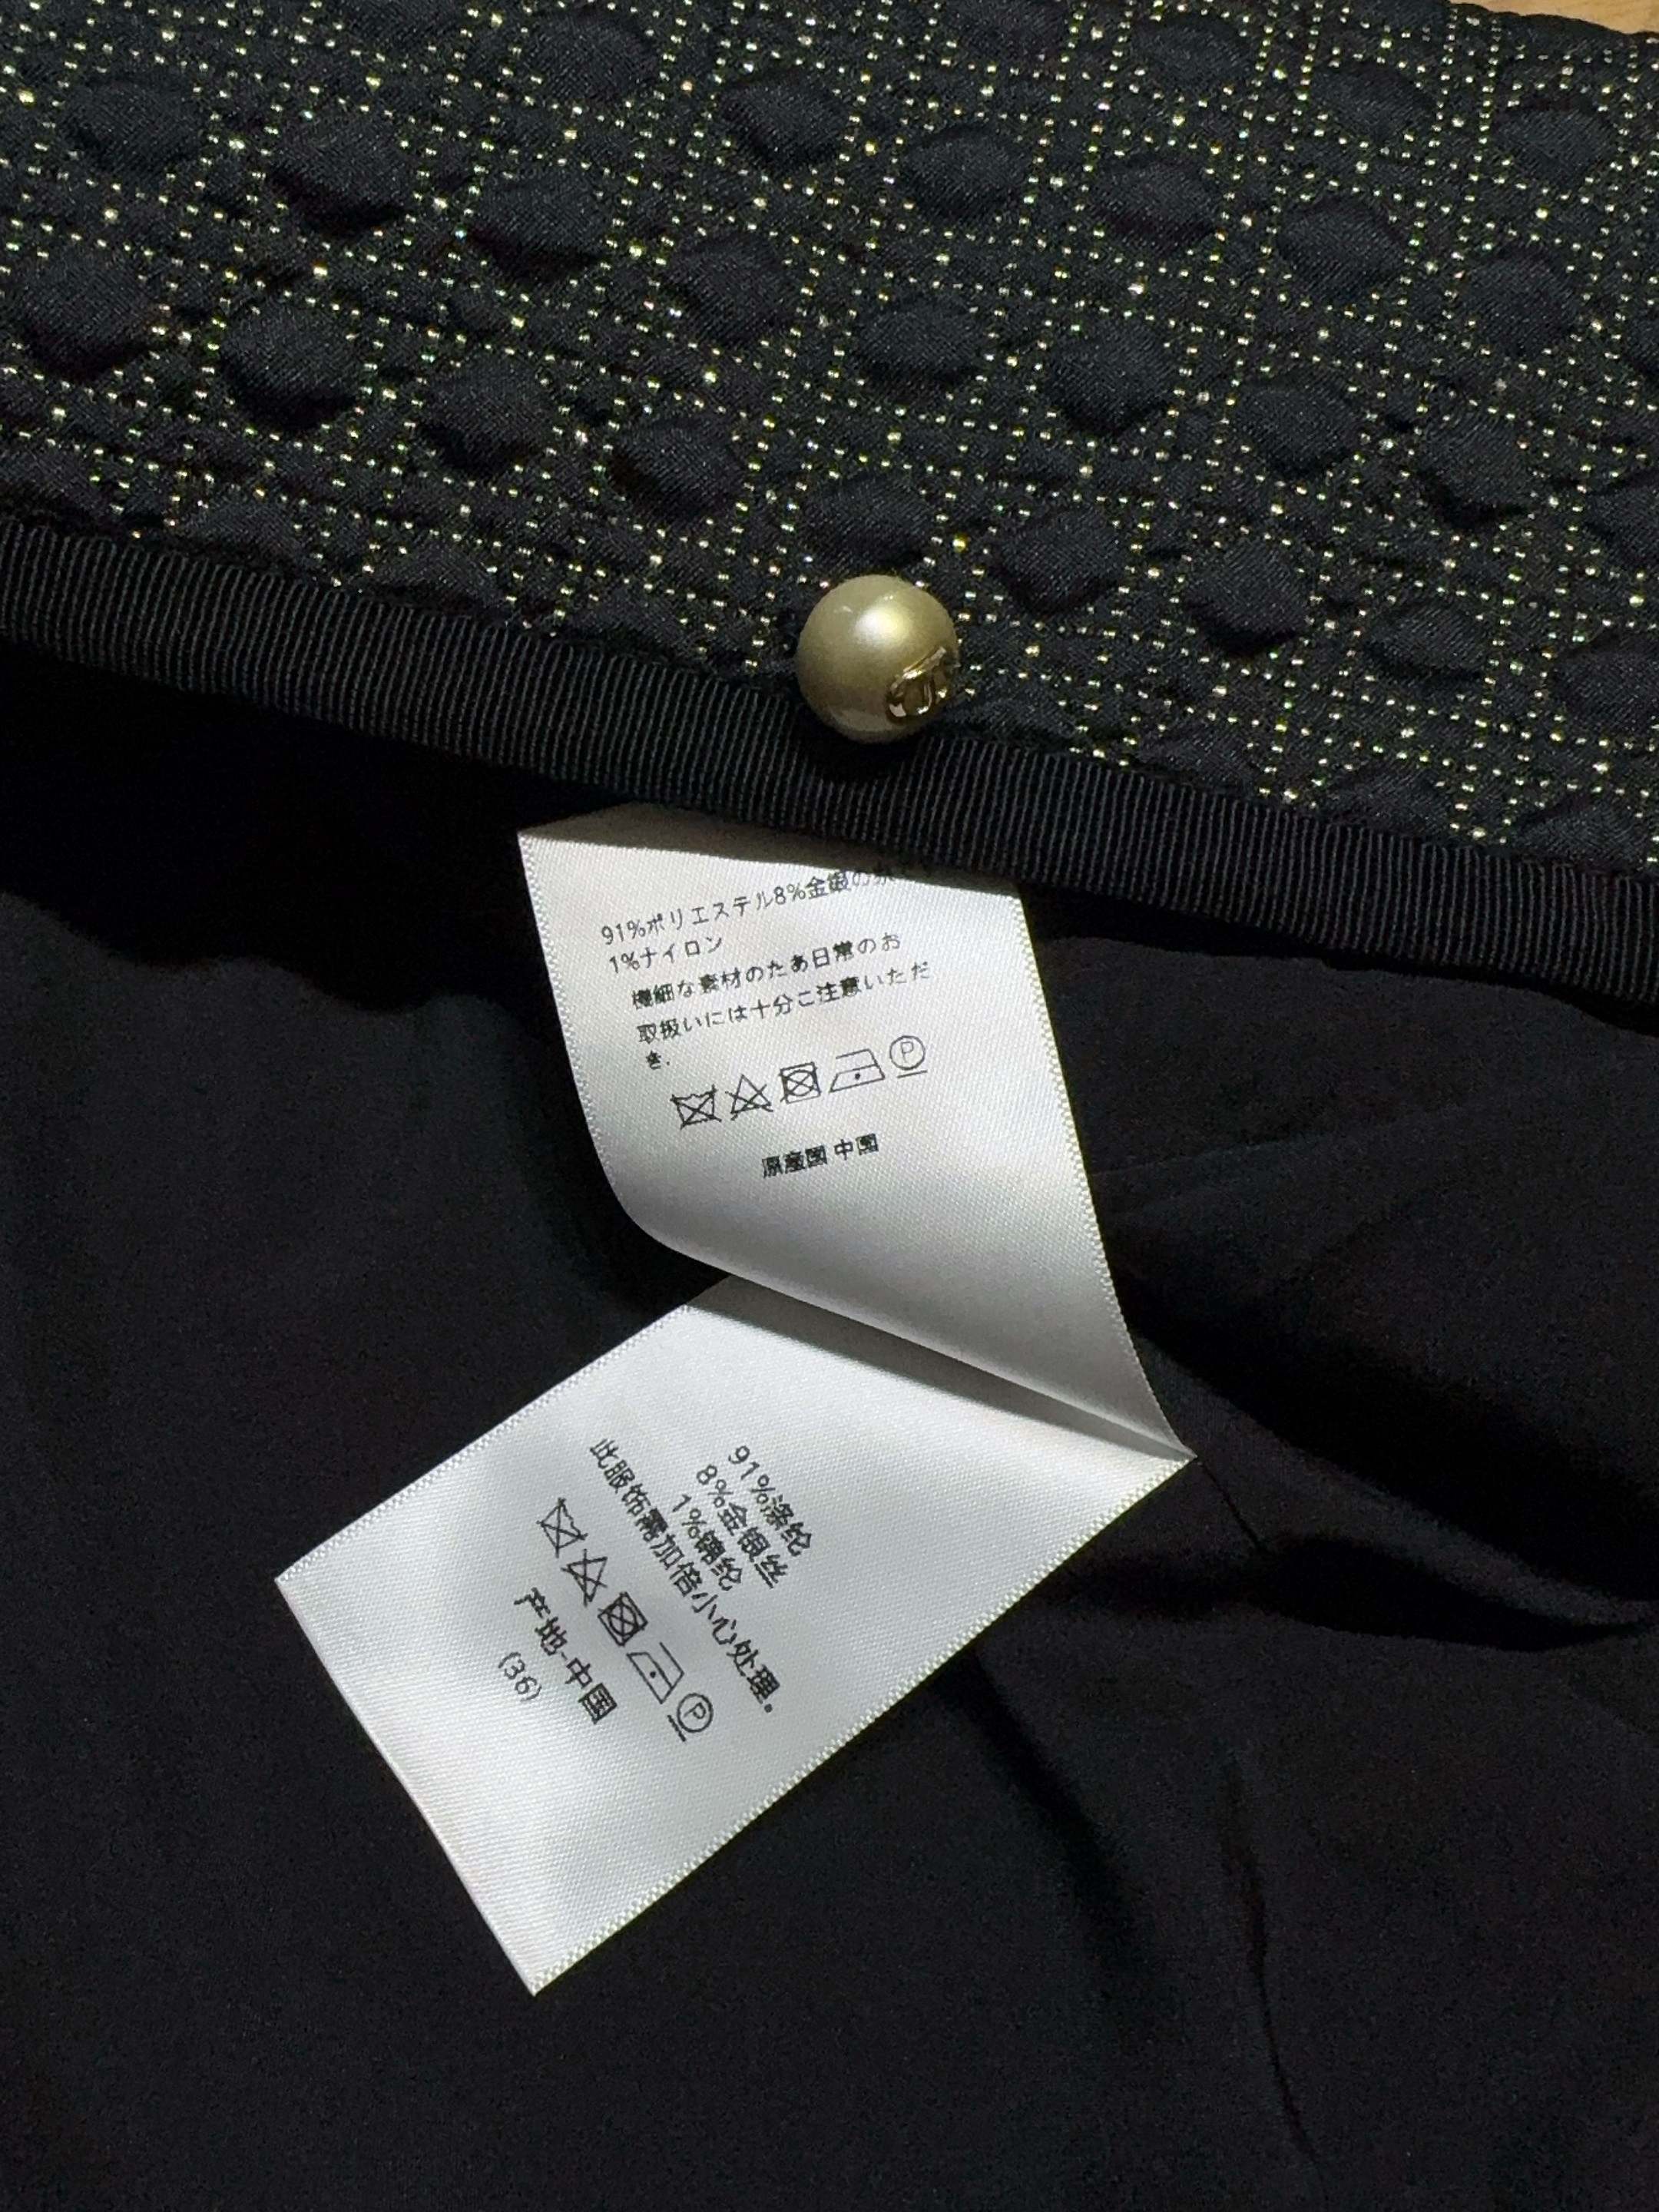 91%ポリエステル8%金銀の糸
1%ナイロン
機細な素材のたあ日常のお
取扱いには十分こ注意いただ
き.
P
原産国 中国
91%涤纶
8%金银丝
1%锦纶
此服饰需加倍小心处理。
P
产地-中国
(36)